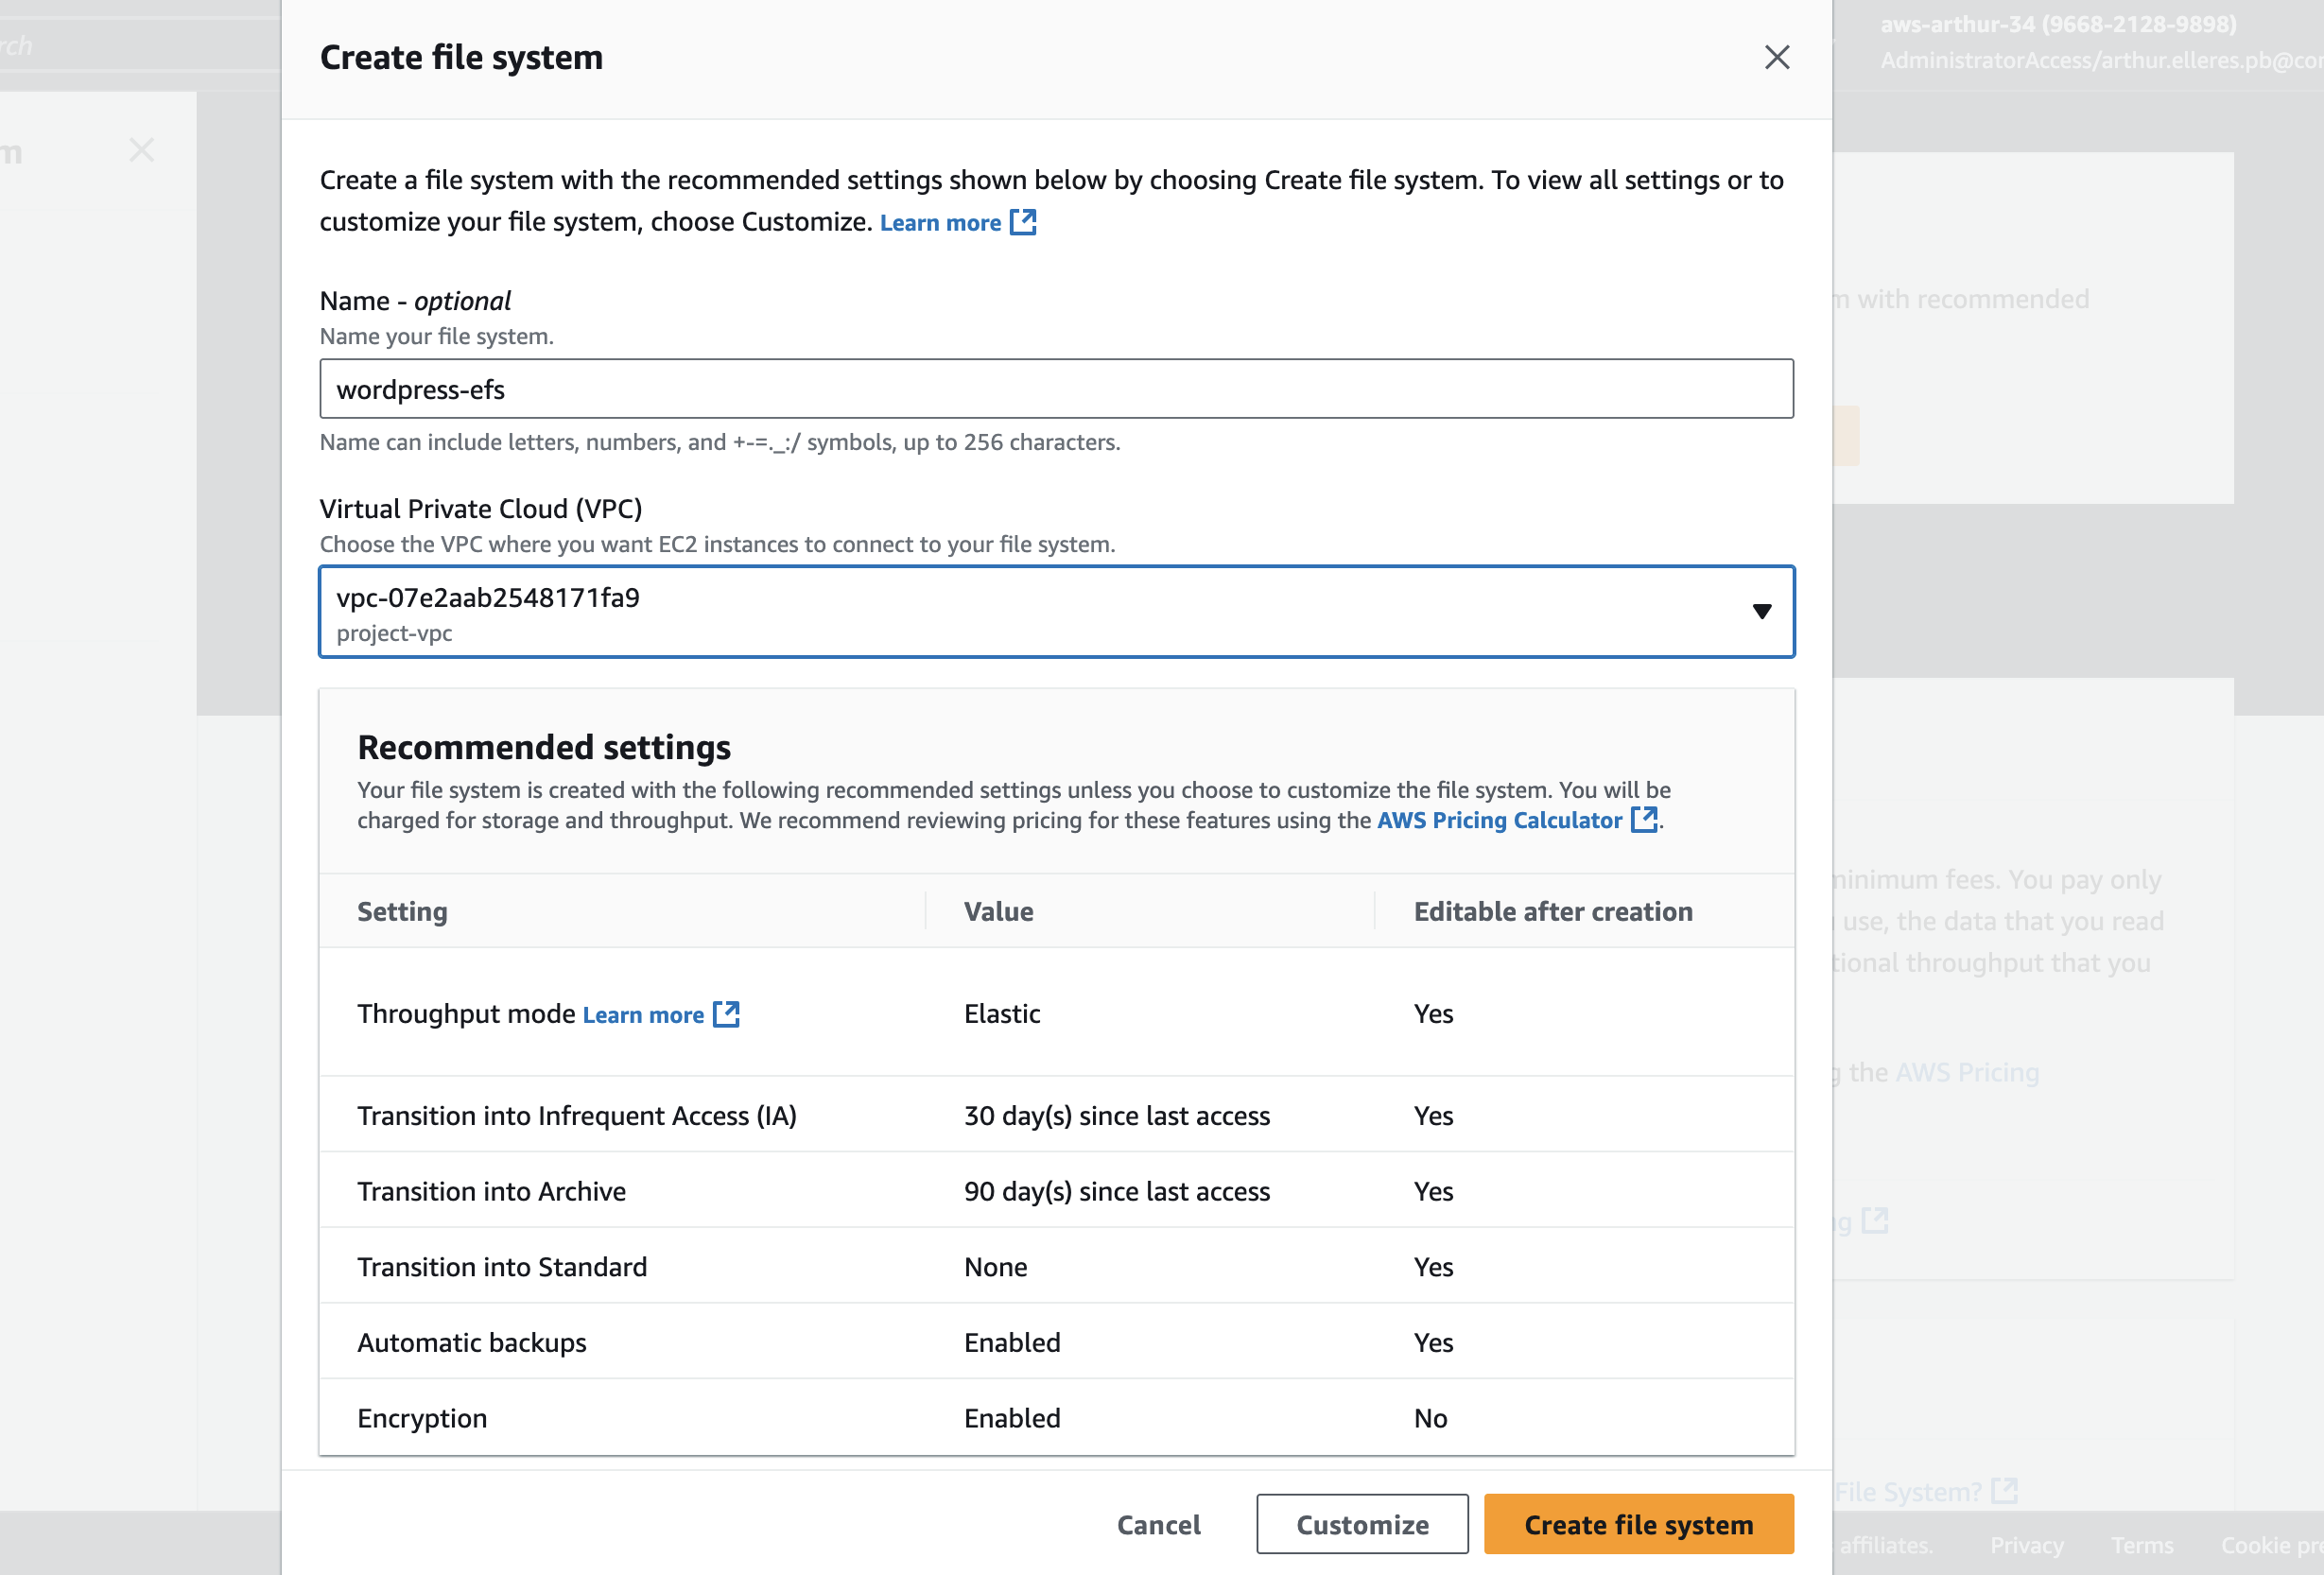 rch
aws-arthur-34 (9668-2128-9898)
AdministratorAccess/arthur.elleres.pb@
Create file system
Create a file system with the recommended settings shown below by choosing Create file system. To view all settings or to
customize your file system, choose Customize. Learn more
Name - optional
Name your file system.
wordpress-efs
Name can include letters, numbers, and +-=._:/ symbols, up to 256 characters.
Virtual Private Cloud (VPC)
Choose the VPC where you want EC2 instances to connect to your file system.
vpc-07e2aab2548171fa9
project-vpc
Recommended settings
Your file system is created with the following recommended settings unless you choose to customize the file system. You will be
charged for storage and throughput. We recommend reviewing pricing for these features using the AWS Pricing Calculator.
Setting Value Editable after creation
Throughput mode Learn more Elastic Yes
Transition into Infrequent Access (IA) 30 day(s) since last access Yes
Transition into Archive 90 day(s) since last access Yes
Transition into Standard None Yes
Automatic backups Enabled Yes
Encryption Enabled No
Cancel Customize Create file system
m
with recommended
minimum fees. You pay only
use, the data that you read
tional throughput that you
the AWS Pricing
File System?
affiliates. Privacy Terms Cookie